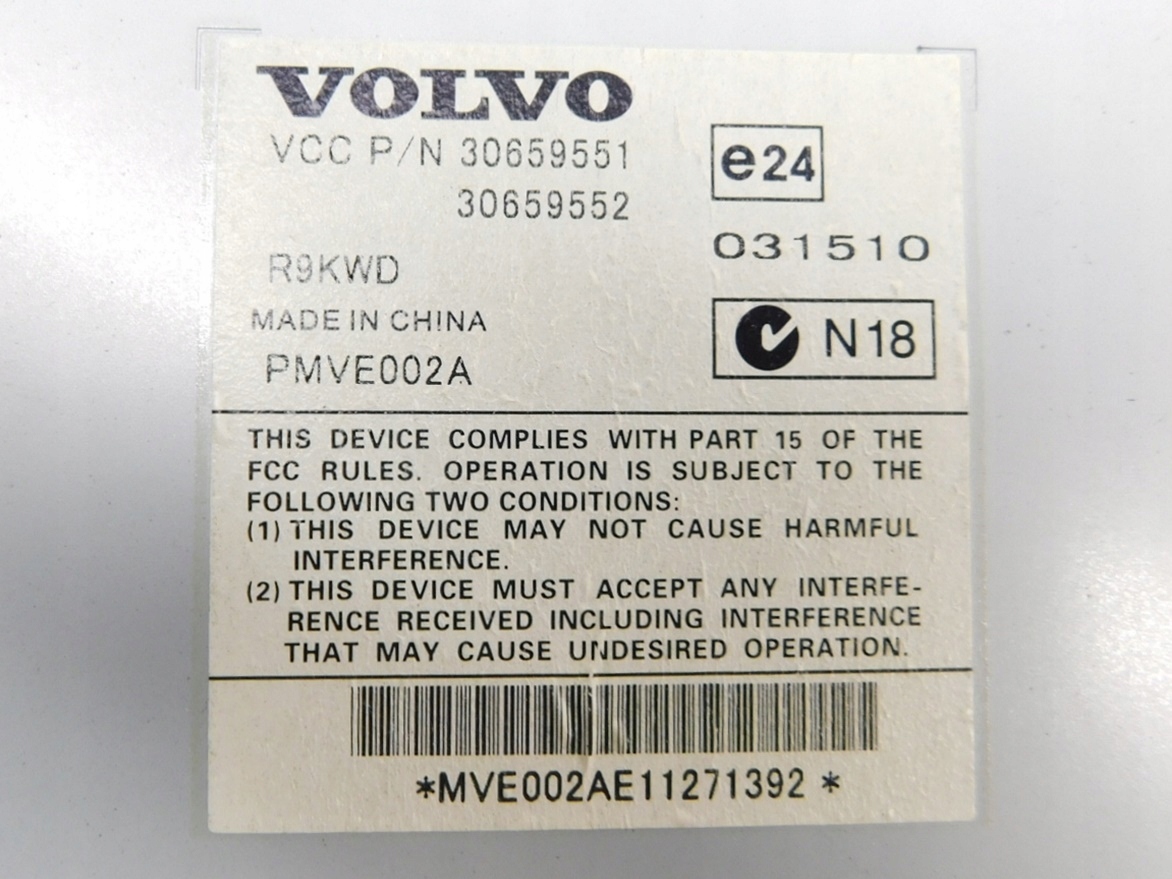 VOLVO
VCC P/N 30659551
30659552
e24
031510
R9KWD
MADE IN CHINA
N18
PMVE002A
THIS DEVICE COMPLIES WITH PART 15 OF THE
FCC RULES. OPERATION IS SUBJECT TO THE
FOLLOWING TWO CONDITIONS:
(1) THIS DEVICE MAY NOT CAUSE HARMFUL
INTERFERENCE.
(2) THIS DEVICE MUST ACCEPT ANY INTERFE-
RENCE RECEIVED INCLUDING INTERFERENCE
THAT MAY CAUSE UNDESIRED OPERATION.
*MVE002AE11271392 *